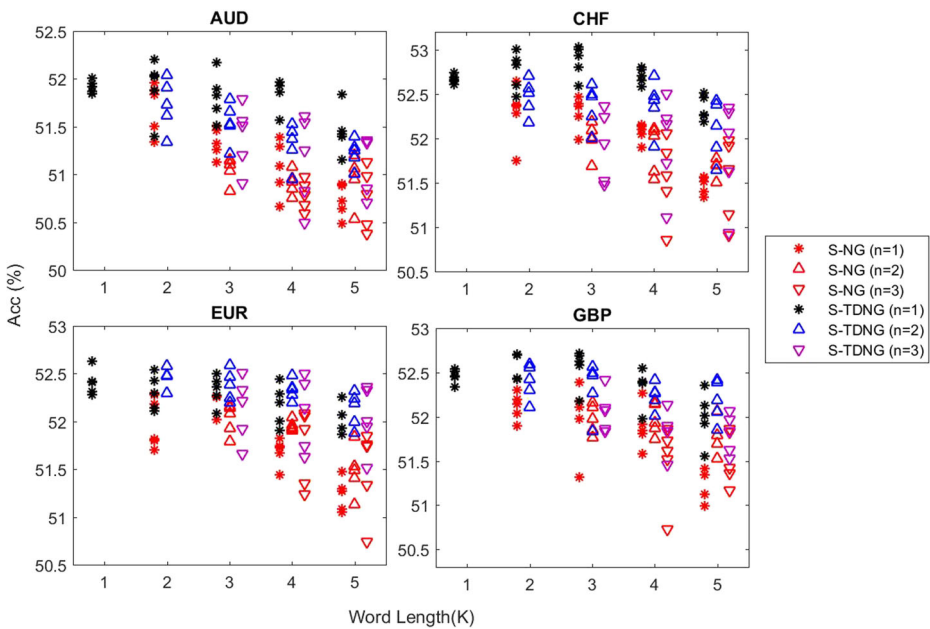 AUD
52.5
52
51.5
51
50.5
50
1 2 3 4 5
CHF
53
52.5
52
51.5
51
50.5
1 2 3 4 5
EUR
53
52.5
52
51.5
51
50.5
1 2 3 4 5
GBP
53
52.5
52
51.5
51
50.5
1 2 3 4 5
Acc (%)
Word Length(K)
S-NG (n=1)
S-NG (n=2)
S-NG (n=3)
S-TDNG (n=1)
S-TDNG (n=2)
S-TDNG (n=3)